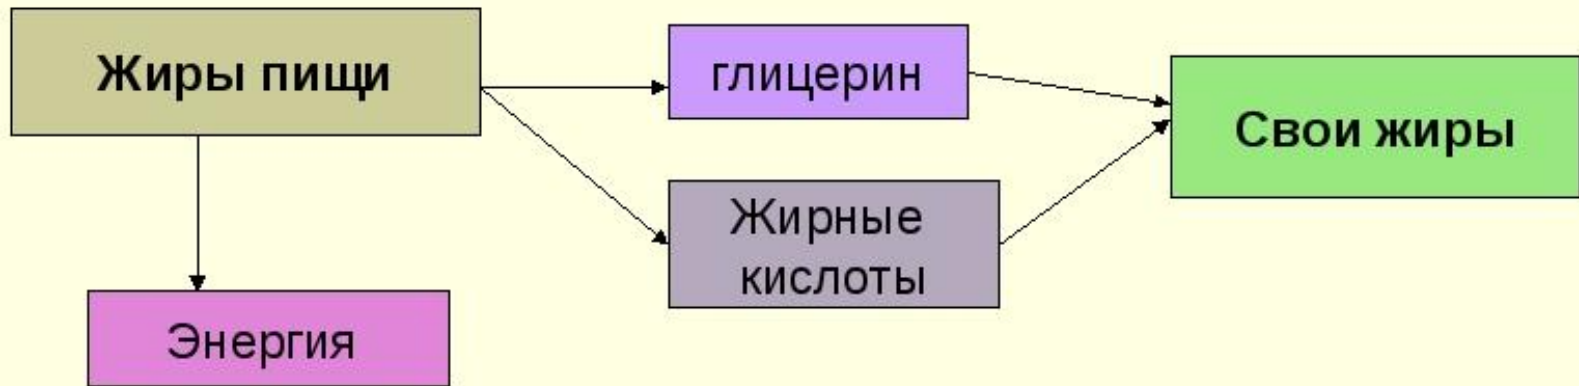 Жиры пищи
глицерин
Свои жиры
Жирные
кислоты
Энергия